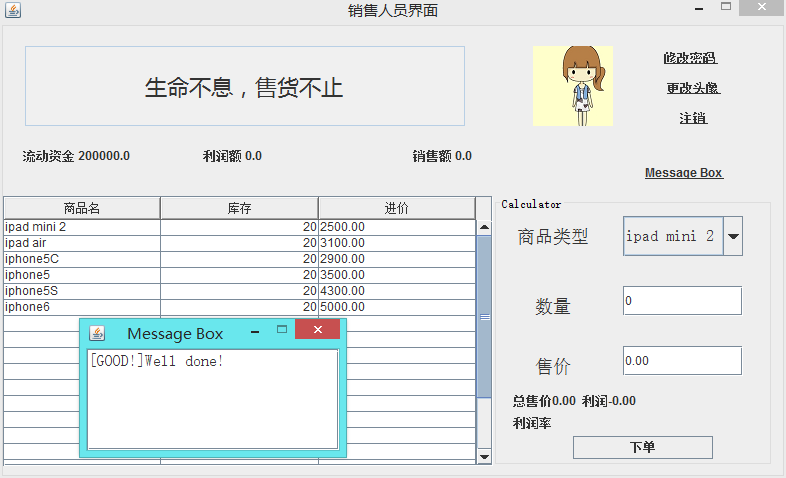 销售人员界面
生命不息，售货不止
修改密码
更改头像
注销
流动资金 200000.0 利润额 0.0 销售额 0.0
Message Box
商品名 库存 进价
ipad mini 2 20 2500.00
ipad air 20 3100.00
iphone5C 20 2900.00
iphone5 20 3500.00
iphone5S 20 4300.00
iphone6 20 5000.00
Message Box
[GOOD!]Well done!
Calculator
商品类型 ipad mini 2
数量 0
售价 0.00
总售价0.00 利润-0.00
利润率
下单